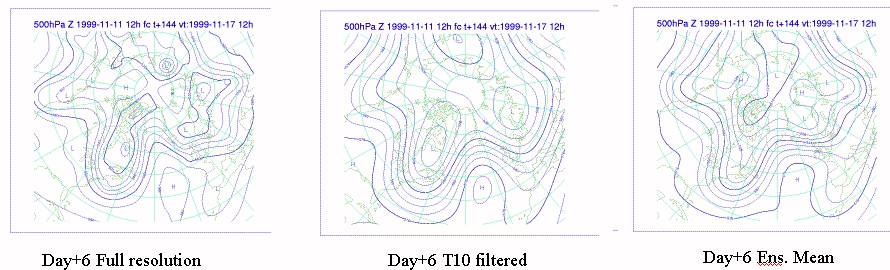 500hPa Z 1999-11-11 12h fc t+144 vt:1999-11-17 12h
500hPa Z 1999-11-11 12h fc t+144 vt:1999-11-17 12h
500hPa Z 1999-11-11 12h fc t+144 vt:1999-11-17 12h
Day+6 Full resolution
Day+6 T10 filtered
Day+6 Ens. Mean